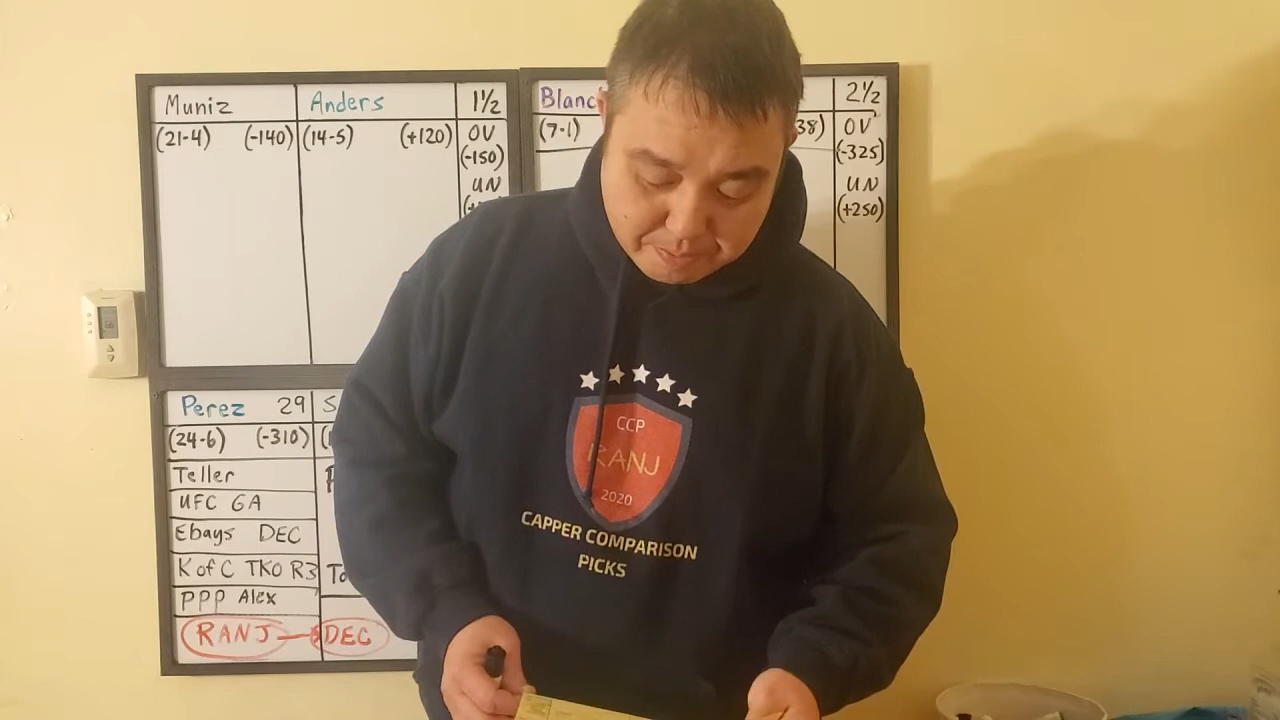 Muniz Anders 1½
(21-4) (-140) (14-5) (+120) OV
(-150)
UN
Blanc 2½
(7-1) 38) OV
(-325)
UN
(+250)
Perez 29 S
(24-6) (-310)
Teller
UFC GA
Ebays DEC
K of C TKO R3 To
PPP Alex
RANJ → DEC
CCP
RANJ
2020
CAPPER COMPARISON
PICKS